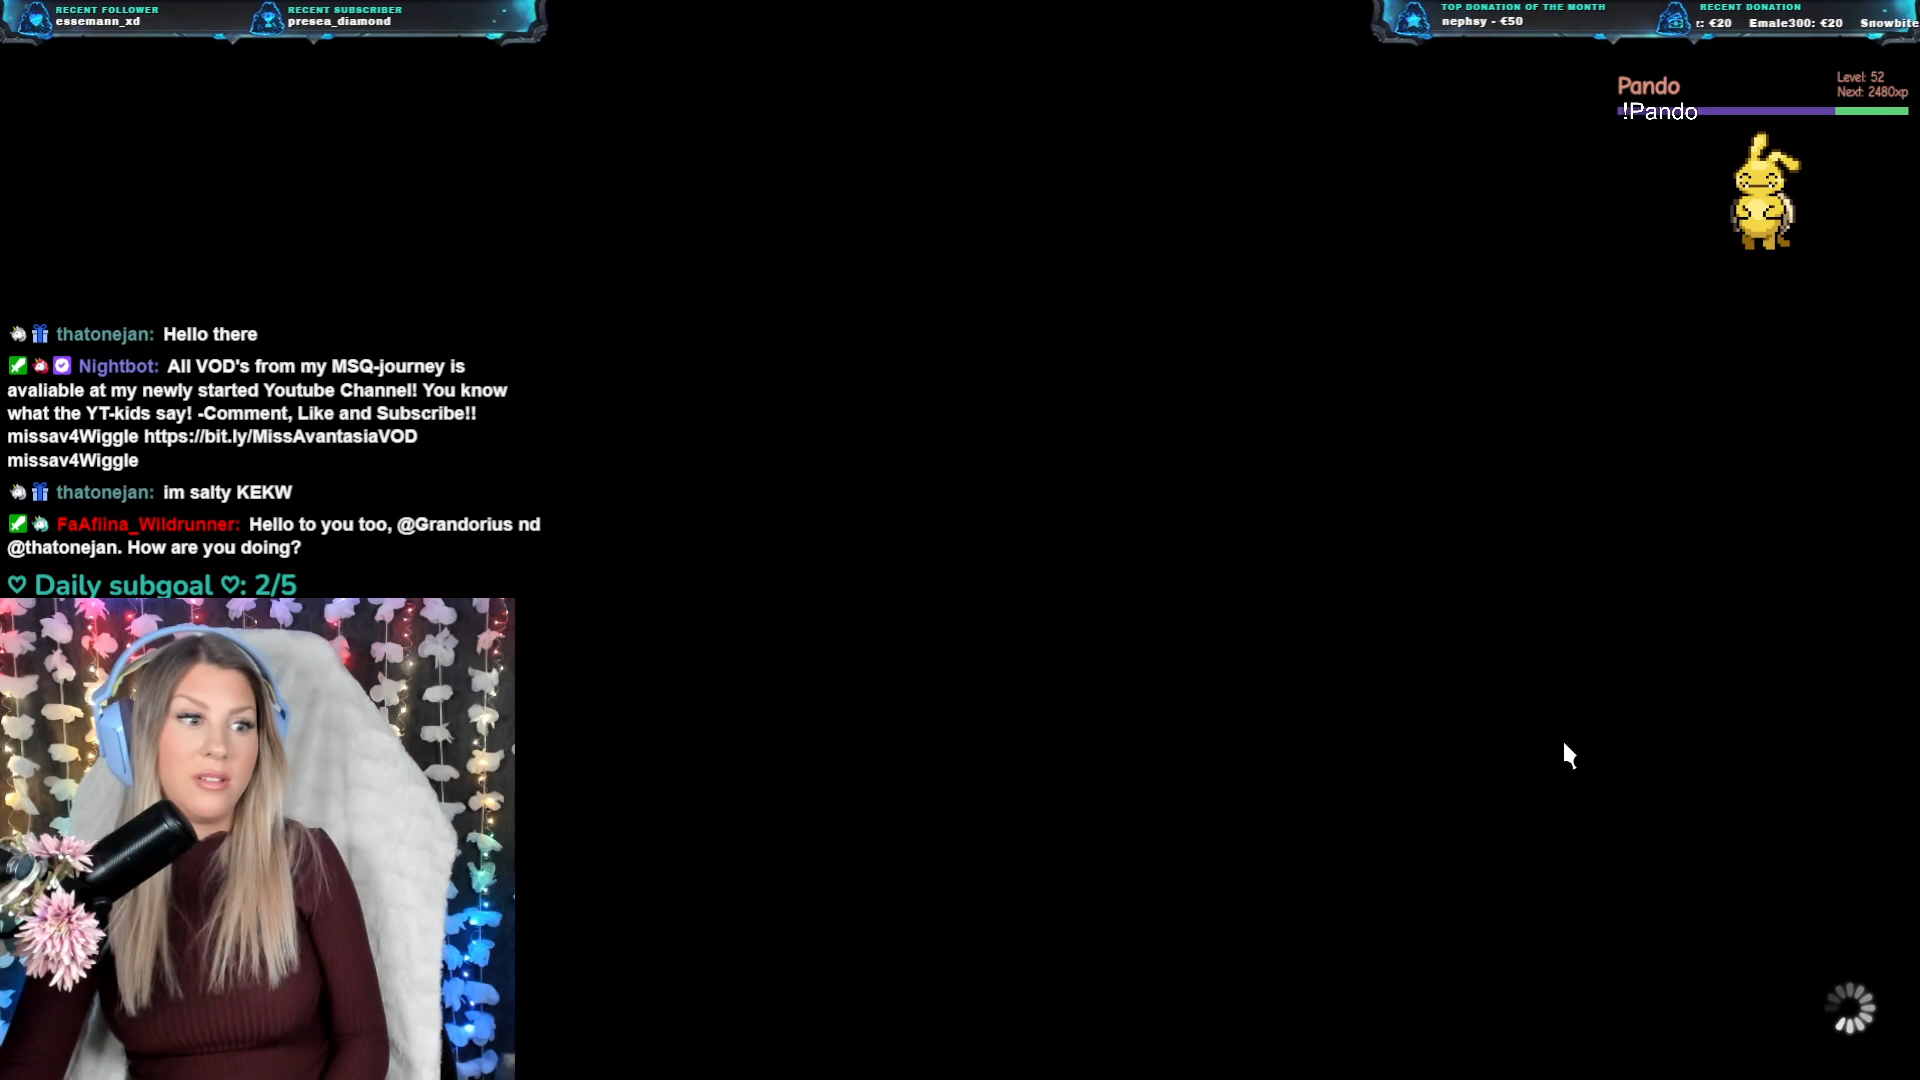 RECENT FOLLOWER
essemann_xd
RECENT SUBSCRIBER
presea_diamond
TOP DONATION OF THE MONTH
nephsy - €50
RECENT DONATION
€20 Emale300: €20 Snowbite
Pando
Level: 52
Next: 2480xp
!Pando
thatonejan: Hello there
Nightbot: All VOD's from my MSQ-journey is
avaliable at my newly started Youtube Channel! You know
what the YT-kids say! -Comment, Like and Subscribe!!
missav4Wiggle https://bit.ly/MissAvantasiaVOD
missav4Wiggle
thatonejan: im salty KEKW
FaAfiina_Wildrunner: Hello to you too, @Grandorius nd
@thatonejan. How are you doing?
♡ Daily subgoal ♡: 2/5